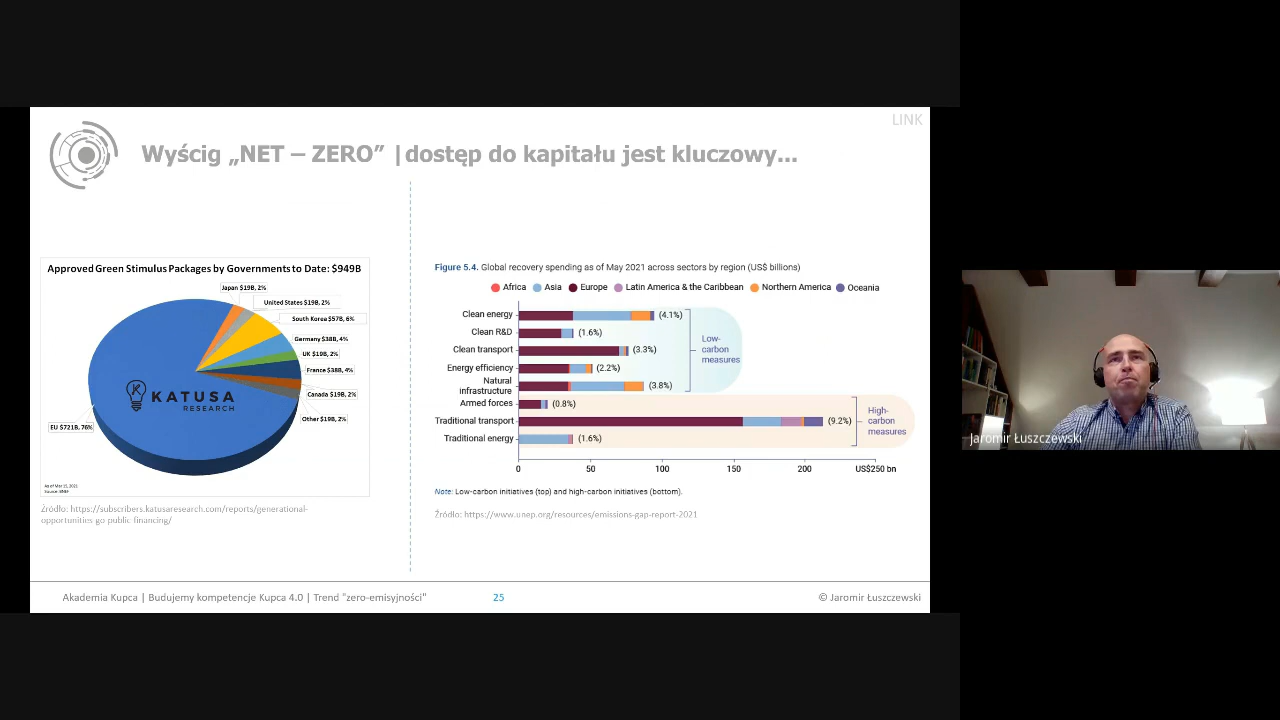 LINK
Wyścig „NET – ZERO” | dostęp do kapitału jest kluczowy...
Approved Green Stimulus Packages by Governments to Date: $949B
Japan $19B, 2%
United States $19B, 2%
South Korea $57B, 6%
Germany $38B, 4%
UK $19B, 2%
France $38B, 4%
Canada $19B, 2%
Other $19B, 2%
EU $721B, 76%
KATUSA
RESEARCH
As of Mar 15, 2021
Source: BNEF
Źródło: https://subscribers.katusaresearch.com/reports/generational-
opportunities-go-public-financing/
Figure 5.4. Global recovery spending as of May 2021 across sectors by region (US$ billions)
Africa Asia Europe Latin America & the Caribbean Northern America Oceania
Clean energy (4.1%)
Clean R&D (1.6%)
Clean transport (3.3%)
Energy efficiency (2.2%)
Natural
infrastructure (3.8%)
Low-
carbon
measures
Armed forces (0.8%)
Traditional transport (9.2%)
Traditional energy (1.6%)
High-
carbon
measures
0 50 100 150 200 US$250 bn
Note: Low-carbon initiatives (top) and high-carbon initiatives (bottom).
Źródło: https://www.unep.org/resources/emissions-gap-report-2021
Akademia Kupca | Budujemy kompetencje Kupca 4.0 | Trend "zero-emisyjności" 25 © Jaromir Łuszczewski
Jaromir Łuszczewski